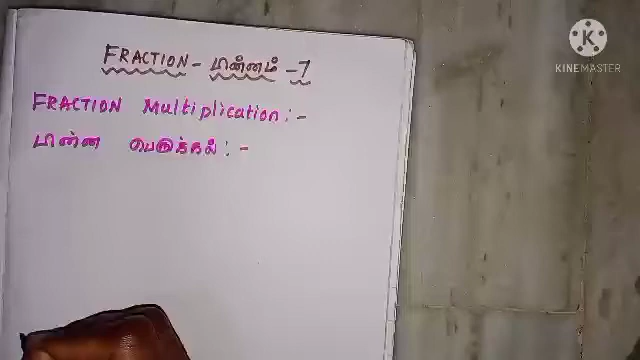 FRACTION - பின்னம் - 7
FRACTION Multiplication :-
பின்ன பெருக்கல் :-
K
KINEMASTER